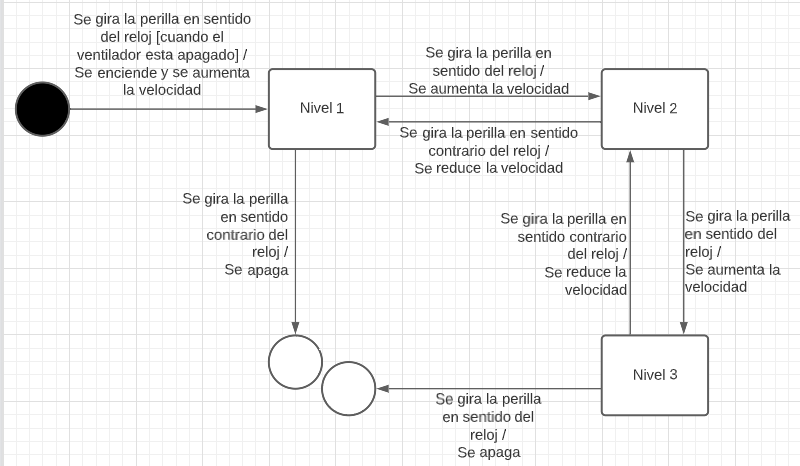 Se gira la perilla en sentido
del reloj [cuando el
ventilador esta apagado] /
Se enciende y se aumenta
la velocidad
Nivel 1
Se gira la perilla en
sentido del reloj /
Se aumenta la velocidad
Nivel 2
Se gira la perilla en sentido
contrario del reloj /
Se reduce la velocidad
Se gira la perilla
en sentido
contrario del
reloj /
Se apaga
Se gira la perilla en
sentido contrario
del reloj /
Se reduce la
velocidad
Se gira la perilla
en sentido del
reloj /
Se aumenta la
velocidad
Nivel 3
Se gira la perilla
en sentido del
reloj /
Se apaga